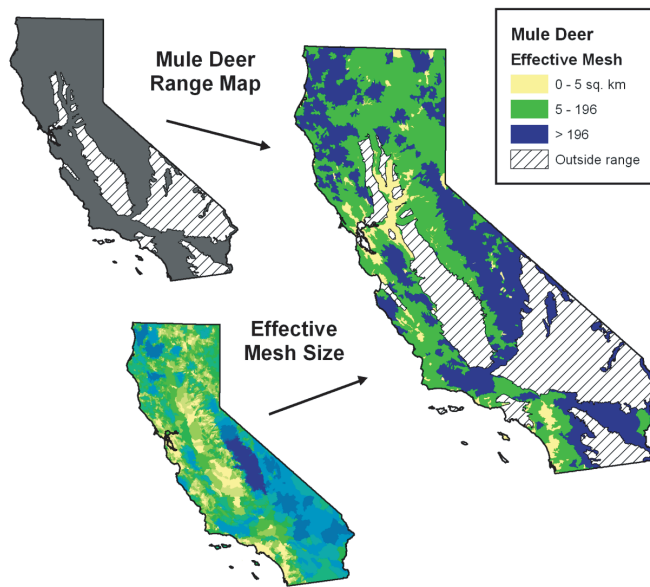 Mule Deer
Range Map
Effective
Mesh Size
Mule Deer
Effective Mesh
0 - 5 sq. km
5 - 196
> 196
Outside range